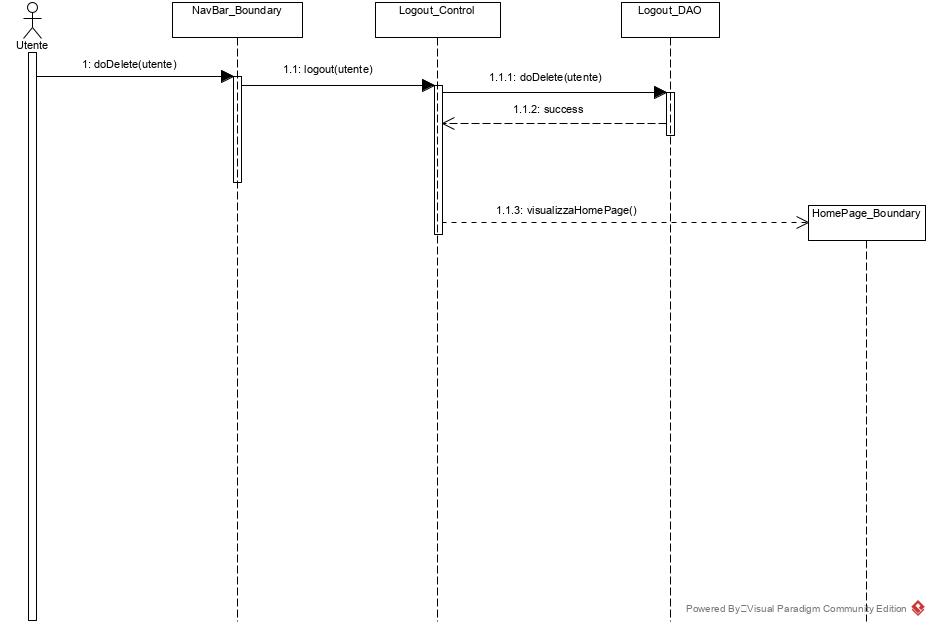 NavBar_Boundary
Logout_Control
Logout_DAO
Utente
1: doDelete(utente)
1.1: logout(utente)
1.1.1: doDelete(utente)
1.1.2: success
1.1.3: visualizzaHomePage()
HomePage_Boundary
Powered By Visual Paradigm Community Edition